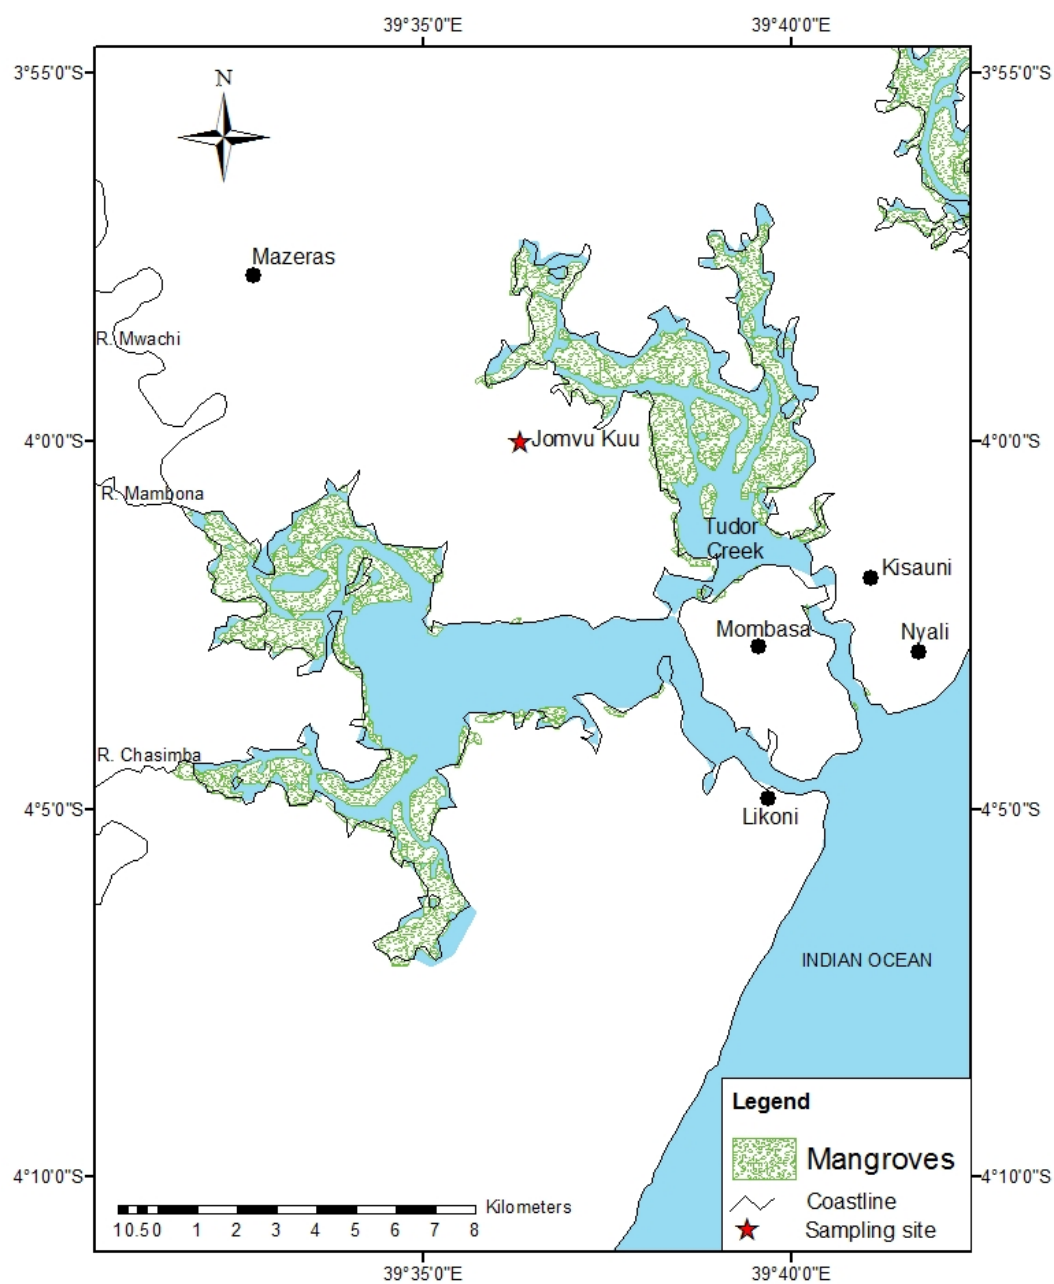 39°35'0"E
39°40'0"E
3°55'0"S
3°55'0"S
N
Mazeras
R. Mwachi
4°0'0"S
Jomvu Kuu
4°0'0"S
R. Mambona
Tudor
Creek
Kisauni
Mombasa
Nyali
R. Chasimba
4°5'0"S
4°5'0"S
Likoni
INDIAN OCEAN
Legend
Mangroves
4°10'0"S
4°10'0"S
Coastline
Sampling site
Kilometers
1 0.5 0 1 2 3 4 5 6 7 8
39°35'0"E
39°40'0"E